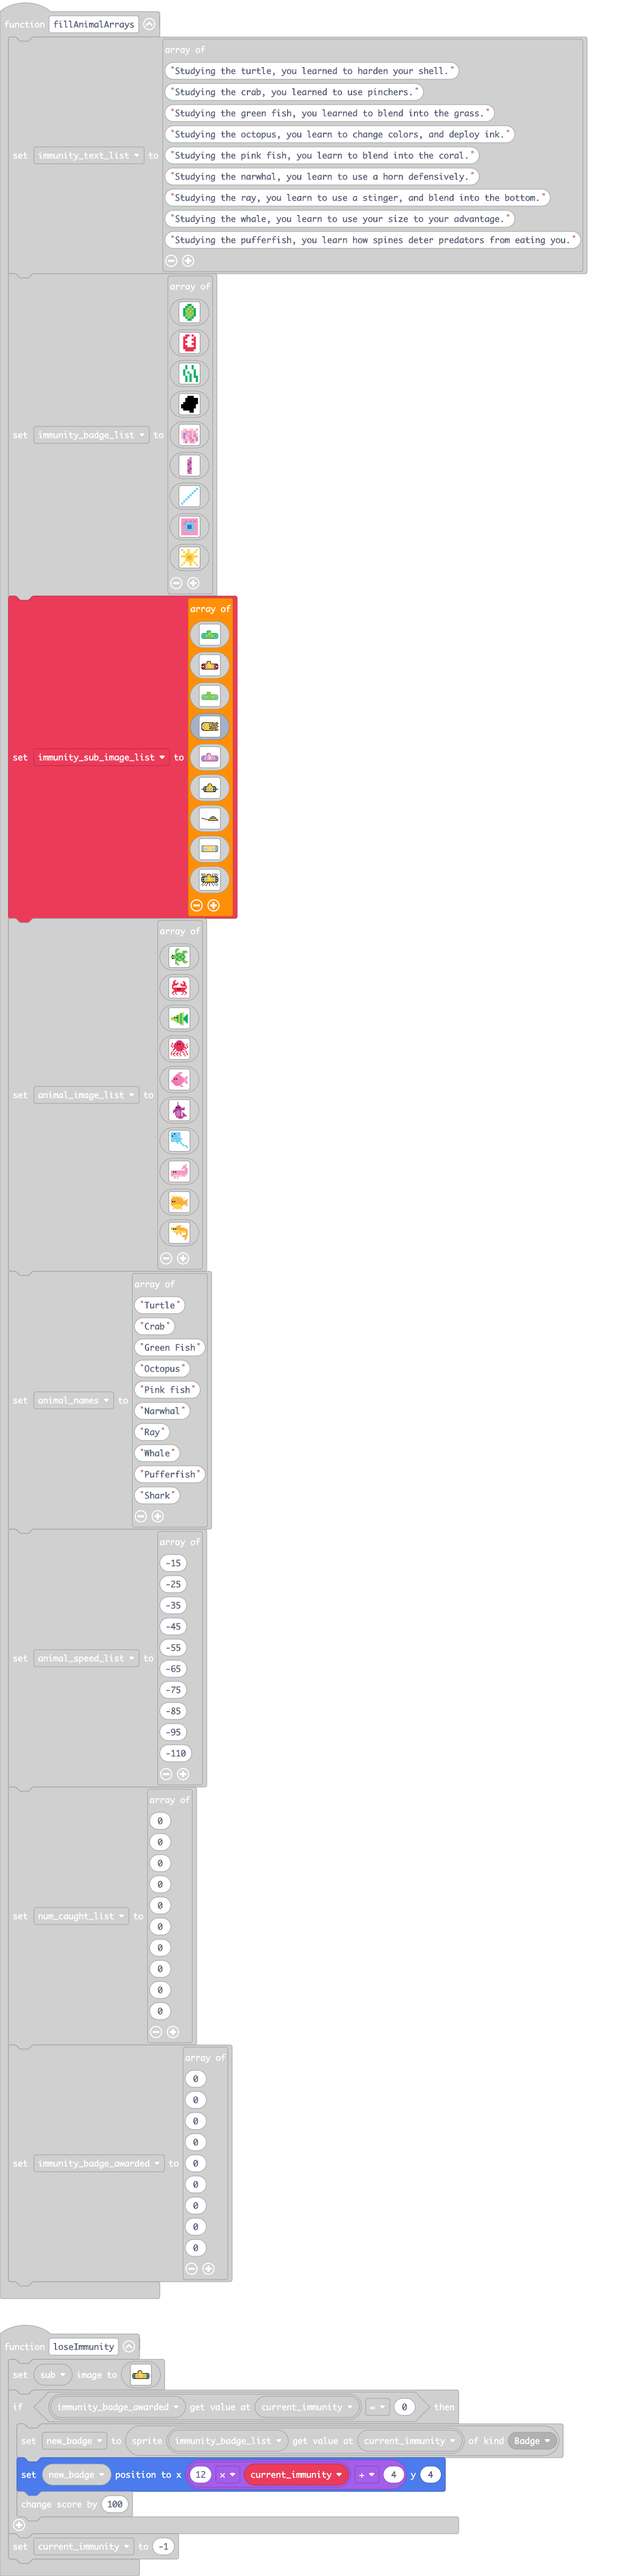 function fillAnimalArrays
array of
"Studying the turtle, you learned to harden your shell."
"Studying the crab, you learned to use pinchers."
"Studying the green fish, you learned to blend into the grass."
"Studying the octopus, you learn to change colors, and deploy ink."
set immunity_text_list to
"Studying the pink fish, you learn to blend into the coral."
"Studying the narwhal, you learn to use a horn defensively."
"Studying the ray, you learn to use a stinger, and blend into the bottom."
"Studying the whale, you learn to use your size to your advantage."
"Studying the pufferfish, you learn how spines deter predators from eating you."
array of
set immunity_badge_list to
array of
set immunity_sub_image_list to
array of
set animal_image_list to
array of
"Turtle"
"Crab"
"Green Fish"
"Octopus"
"Pink fish"
set animal_names to
"Narwhal"
"Ray"
"Whale"
"Pufferfish"
"Shark"
array of
-15
-25
-35
-45
-55
set animal_speed_list to
-65
-75
-85
-95
-110
array of
0
0
0
0
0
set num_caught_list to
0
0
0
0
0
array of
0
0
0
0
set immunity_badge_awarded to 0
0
0
0
0
function loseImmunity
set sub image to
if immunity_badge_awarded get value at current_immunity = 0 then
set new_badge to sprite immunity_badge_list get value at current_immunity of kind Badge
set new_badge position to x 12 × current_immunity + 4 y 4
change score by 100
set current_immunity to -1